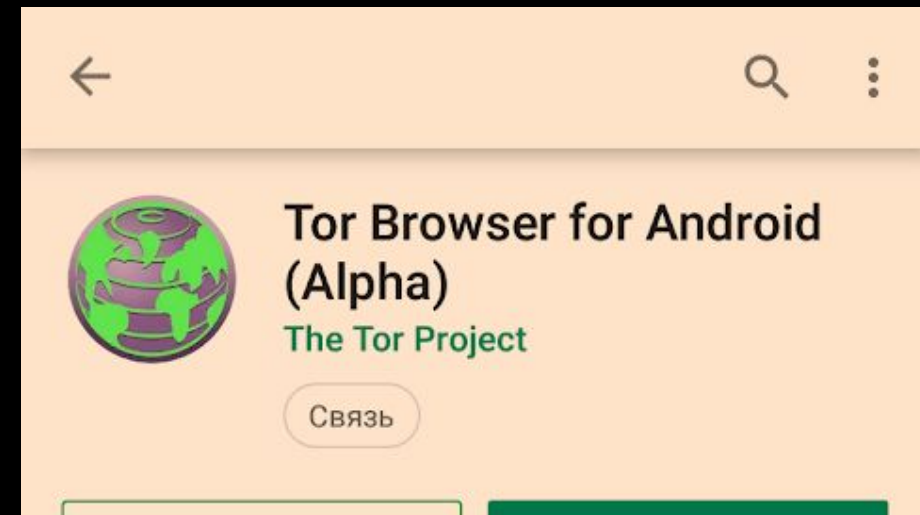 Tor Browser for Android
(Alpha)
The Tor Project
Связь